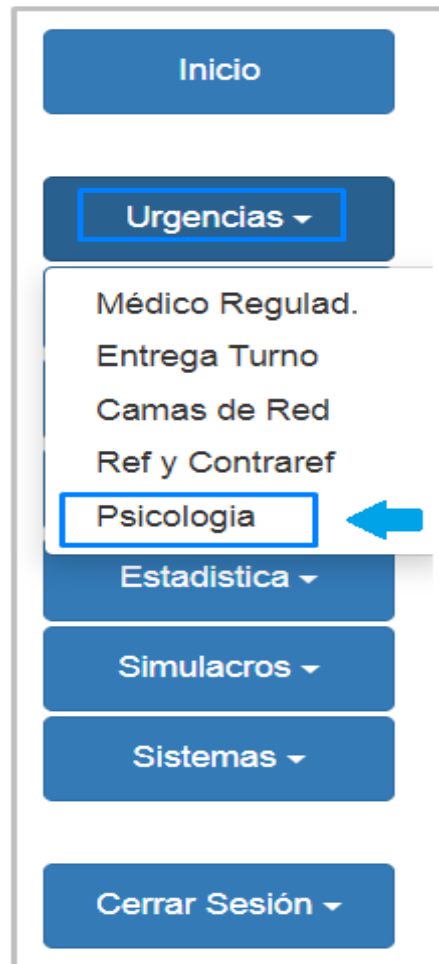 Inicio
Urgencias
Médico Regulad.
Entrega Turno
Camas de Red
Ref y Contraref
Psicologia
Estadistica
Simulacros
Sistemas
Cerrar Sesión